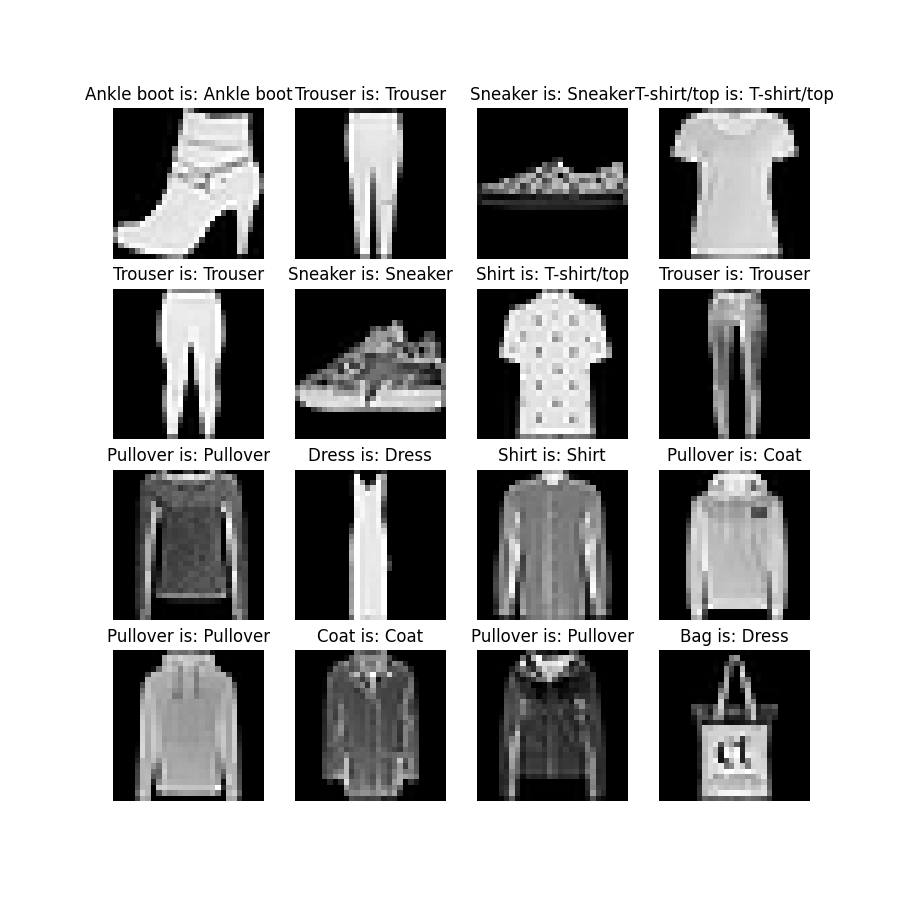 Ankle boot is: Ankle boot Trouser is: Trouser Sneaker is: Sneaker T-shirt/top is: T-shirt/top
Trouser is: Trouser Sneaker is: Sneaker Shirt is: T-shirt/top Trouser is: Trouser
Pullover is: Pullover Dress is: Dress Shirt is: Shirt Pullover is: Coat
Pullover is: Pullover Coat is: Coat Pullover is: Pullover Bag is: Dress